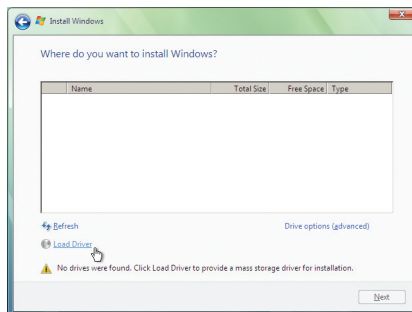 Install Windows
Where do you want to install Windows?
Name Total Size Free Space Type
Refresh Drive options (advanced)
Load Driver
No drives were found. Click Load Driver to provide a mass storage driver for installation.
Next